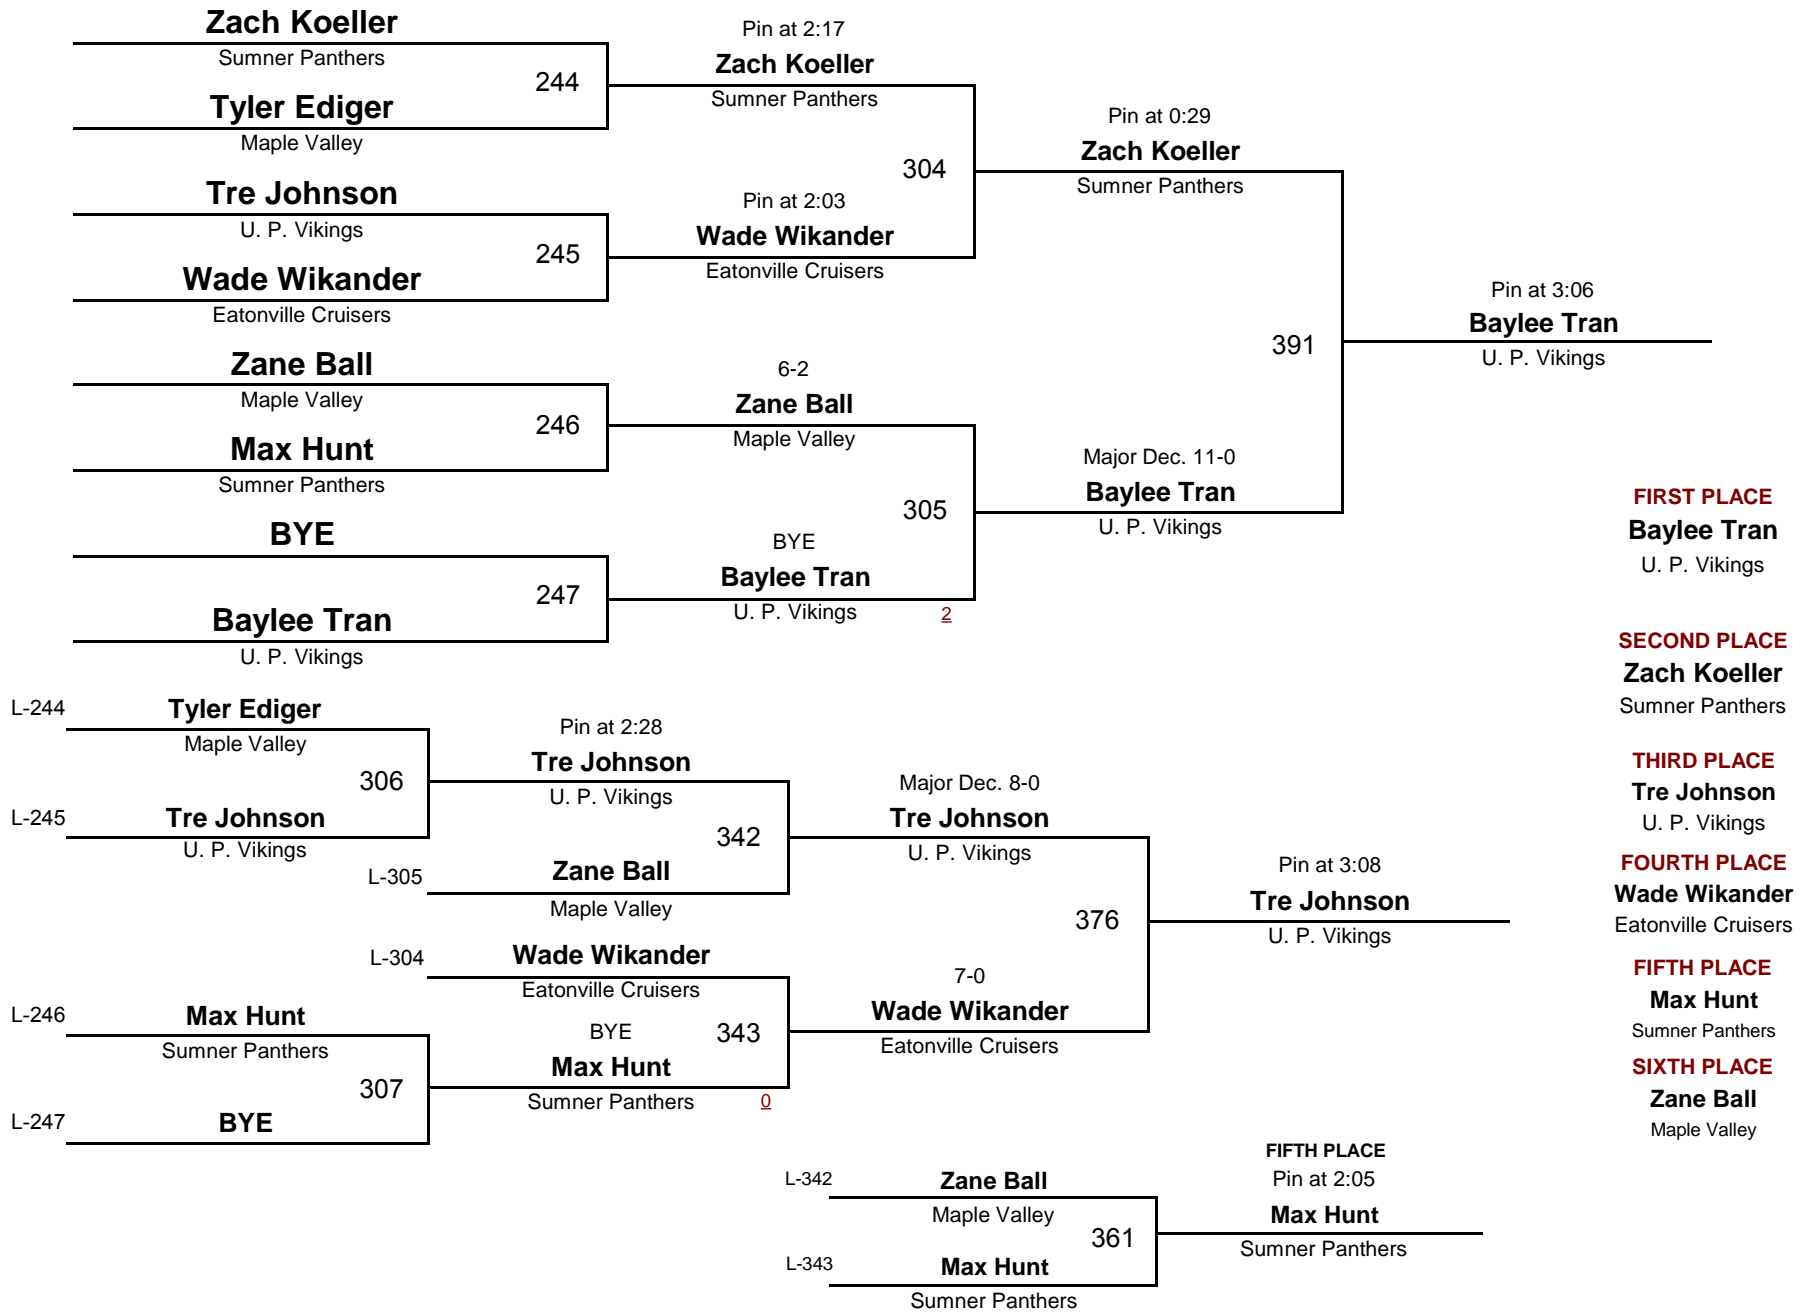 Zach Koeller
Sumner Panthers
244
Tyler Ediger
Maple Valley
Tre Johnson
U. P. Vikings
245
Wade Wikander
Eatonville Cruisers
Zane Ball
Maple Valley
246
Max Hunt
Sumner Panthers
BYE
247
Baylee Tran
U. P. Vikings
Pin at 2:17
Zach Koeller
Sumner Panthers
304
Pin at 2:03
Wade Wikander
Eatonville Cruisers
6-2
Zane Ball
Maple Valley
305
BYE
Baylee Tran
U. P. Vikings
2
Pin at 0:29
Zach Koeller
Sumner Panthers
391
Major Dec. 11-0
Baylee Tran
U. P. Vikings
Pin at 3:06
Baylee Tran
U. P. Vikings
L-244
Tyler Ediger
Maple Valley
306
L-245
Tre Johnson
U. P. Vikings
Pin at 2:28
Tre Johnson
U. P. Vikings
342
L-305
Zane Ball
Maple Valley
L-304
Wade Wikander
Eatonville Cruisers
343
L-246
Max Hunt
Sumner Panthers
307
L-247
BYE
BYE
Max Hunt
Sumner Panthers
0
Major Dec. 8-0
Tre Johnson
U. P. Vikings
376
7-0
Wade Wikander
Eatonville Cruisers
Pin at 3:08
Tre Johnson
U. P. Vikings
L-342
Zane Ball
Maple Valley
361
L-343
Max Hunt
Sumner Panthers
FIFTH PLACE
Pin at 2:05
Max Hunt
Sumner Panthers
FIRST PLACE
Baylee Tran
U. P. Vikings
SECOND PLACE
Zach Koeller
Sumner Panthers
THIRD PLACE
Tre Johnson
U. P. Vikings
FOURTH PLACE
Wade Wikander
Eatonville Cruisers
FIFTH PLACE
Max Hunt
Sumner Panthers
SIXTH PLACE
Zane Ball
Maple Valley